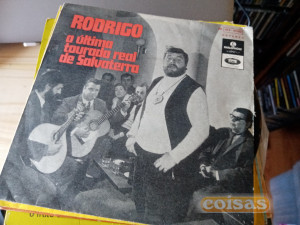 RODRIGO
a última
tourada real
de Salvaterra
coisas